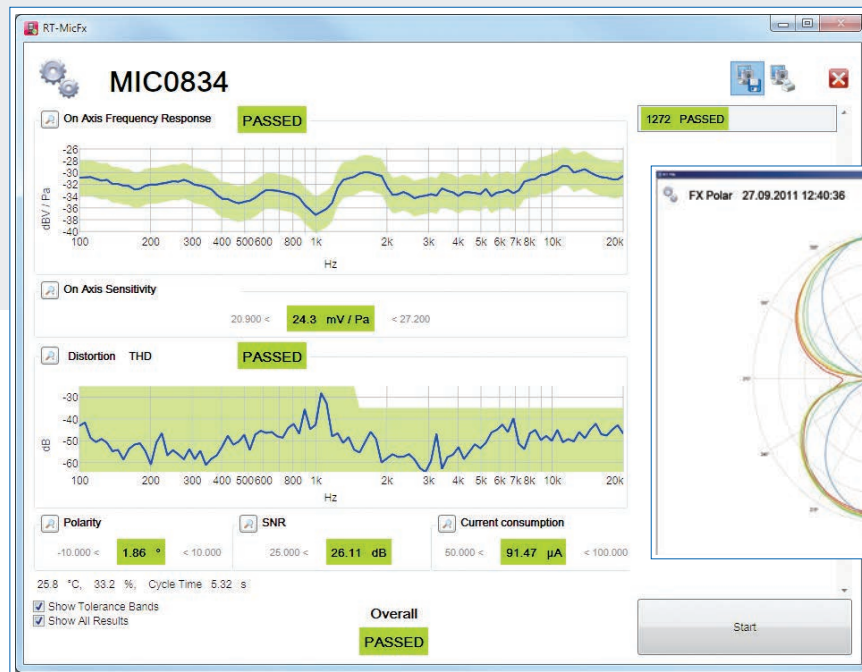 RT-MicFx
MIC0834
On Axis Frequency Response PASSED
1272 PASSED
-26
-28
-30
-32
-34
-36
-38
-40
dBV / Pa
100 200 300 400 500 600 800 1k 2k 3k 4k 5k 6k 7k 8k 10k 20k
Hz
FX Polar 27.09.2011 12:40:36
On Axis Sensitivity
20.900 < 24.3 mV / Pa < 27.200
Distortion THD PASSED
-30
-40
-50
-60
dB
100 200 300 400 500 600 800 1k 2k 3k 4k 5k 6k 7k 8k 10k 20k
Hz
Polarity SNR Current consumption
-10.000 < 1.86 ° < 10.000 25.000 < 26.11 dB 50.000 < 91.47 µA < 100.000
25.8 °C, 33.2 %, Cycle Time 5.32 s
Show Tolerance Bands
Show All Results
Overall
PASSED
Start